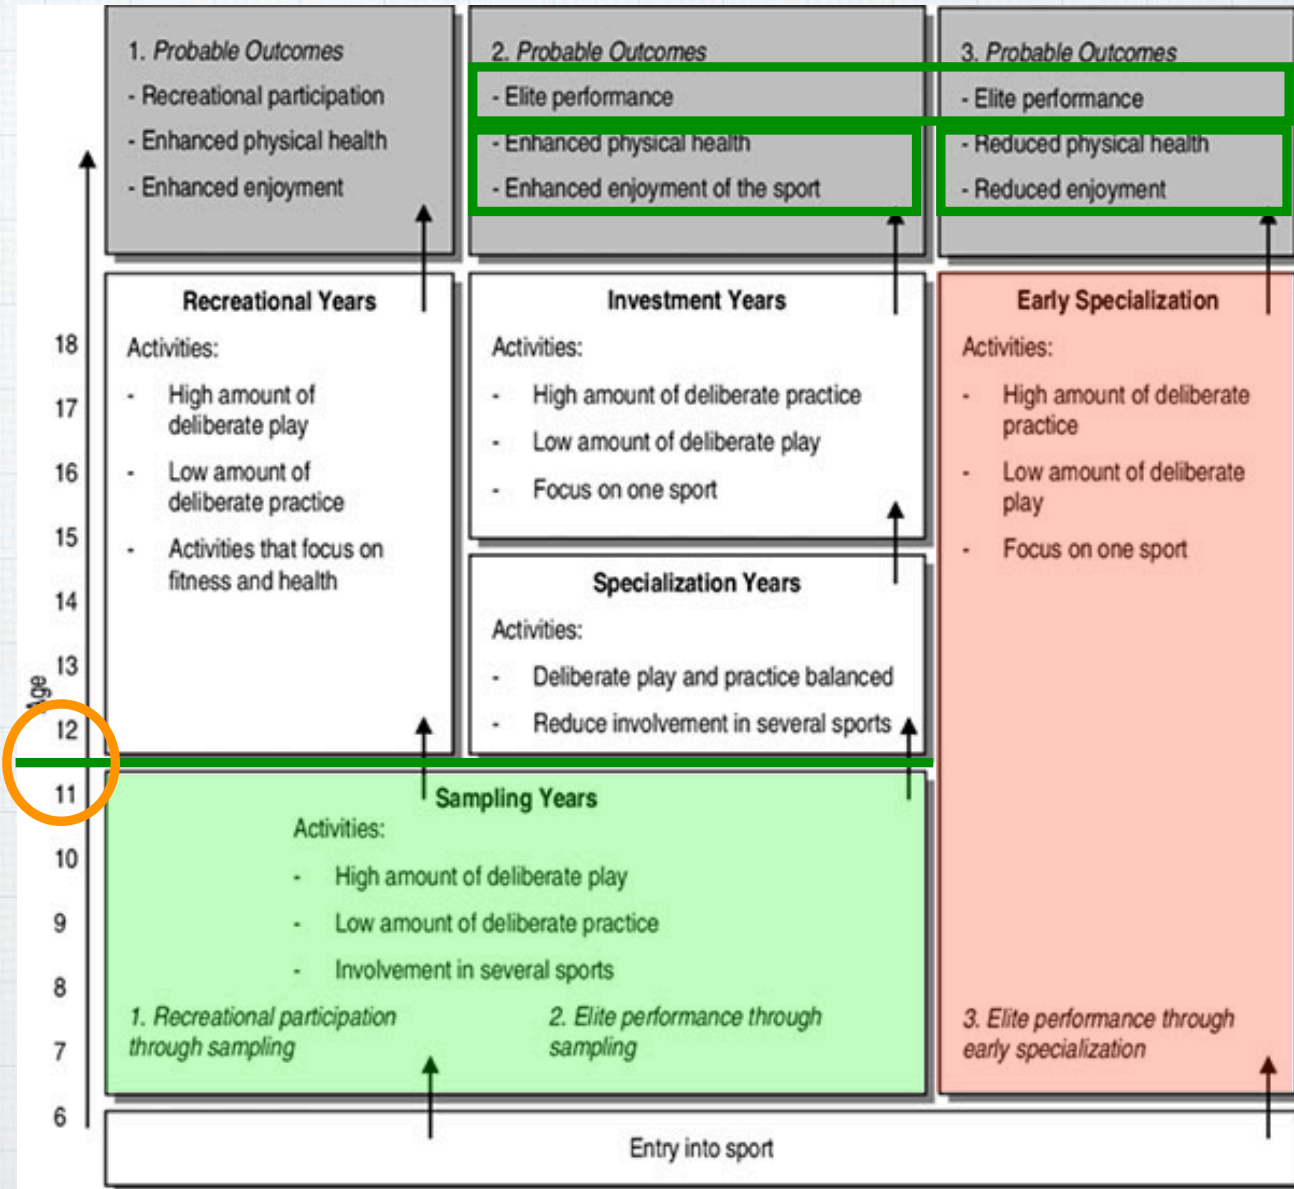 1. Probable Outcomes
- Recreational participation
- Enhanced physical health
- Enhanced enjoyment
2. Probable Outcomes
- Elite performance
- Enhanced physical health
- Enhanced enjoyment of the sport
3. Probable Outcomes
- Elite performance
- Reduced physical health
- Reduced enjoyment
Age
18
17
16
15
14
13
12
11
10
9
8
7
6
Recreational Years
Activities:
- High amount of
deliberate play
- Low amount of
deliberate practice
- Activities that focus on
fitness and health
Investment Years
Activities:
- High amount of deliberate practice
- Low amount of deliberate play
- Focus on one sport
Specialization Years
Activities:
- Deliberate play and practice balanced
- Reduce involvement in several sports
Early Specialization
Activities:
- High amount of deliberate
practice
- Low amount of deliberate
play
- Focus on one sport
3. Elite performance through
early specialization
Sampling Years
Activities:
- High amount of deliberate play
- Low amount of deliberate practice
- Involvement in several sports
1. Recreational participation
through sampling
2. Elite performance through
sampling
Entry into sport